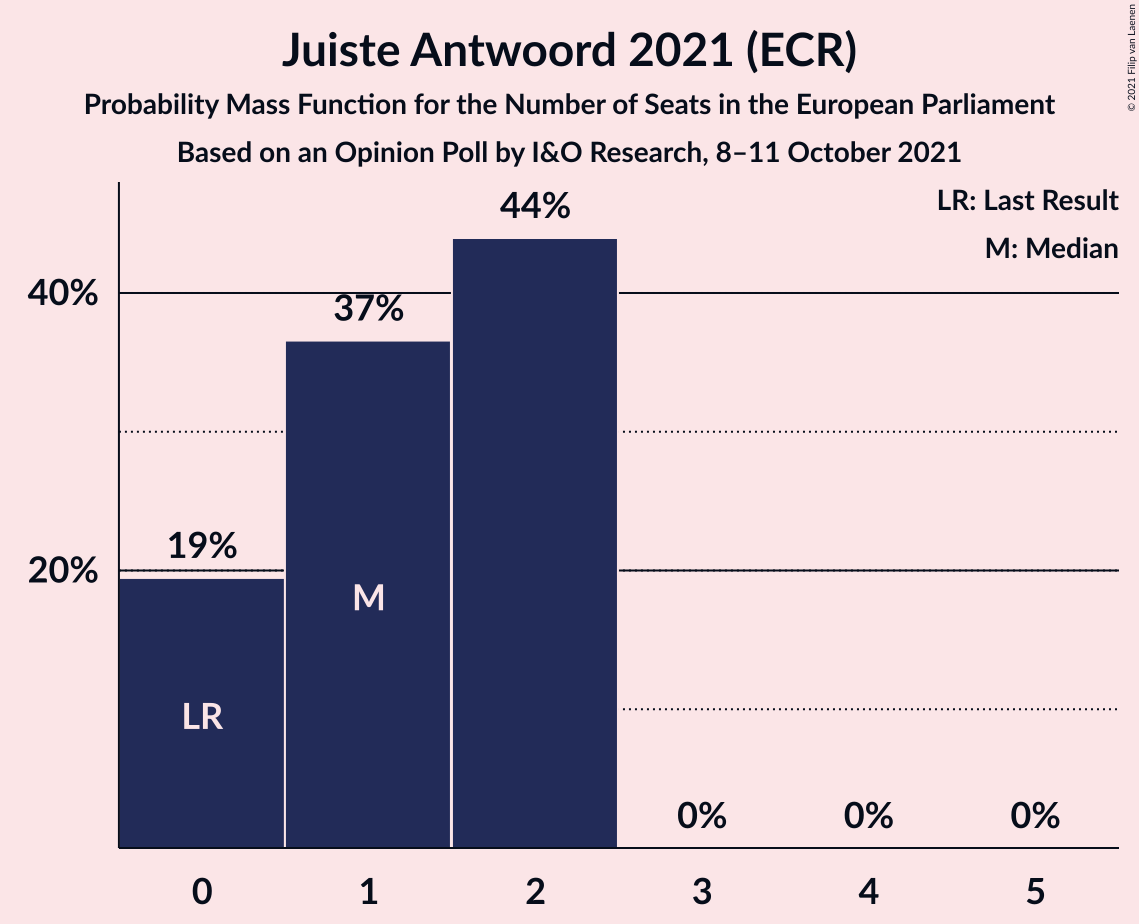 Juiste Antwoord 2021 (ECR)
Probability Mass Function for the Number of Seats in the European Parliament
Based on an Opinion Poll by I&O Research, 8–11 October 2021
© 2021 Filip van Laenen
LR: Last Result
M: Median
44%
40%
37%
19%
20%
M
LR
0% 0% 0%
0 1 2 3 4 5